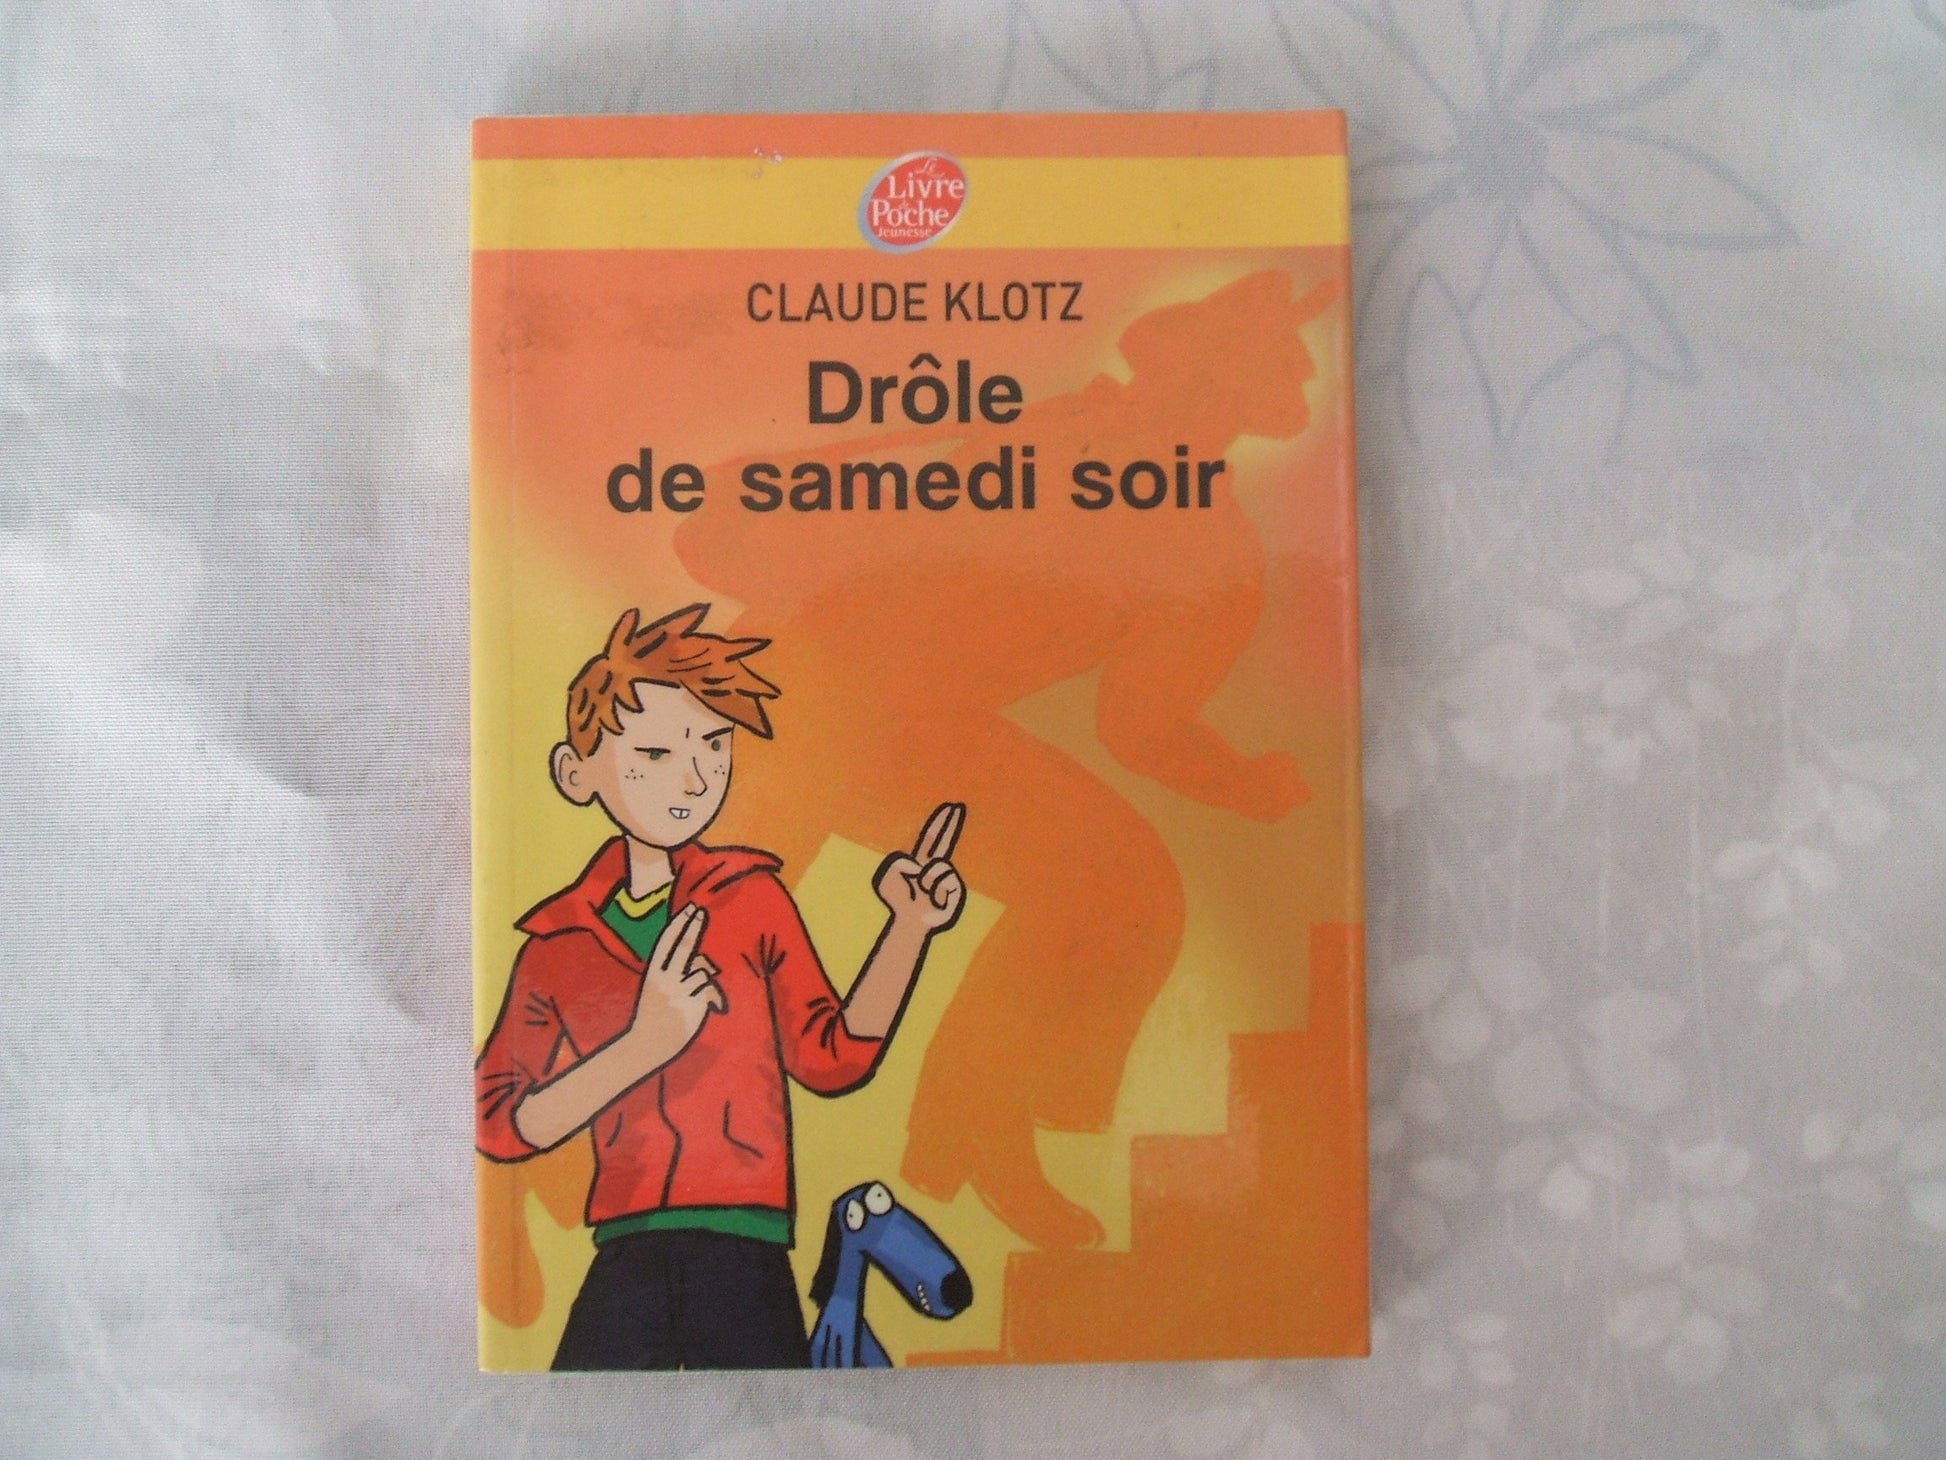 Le
Livre
de
Poche
Jeunesse
CLAUDE KLOTZ
Drôle
de samedi soir